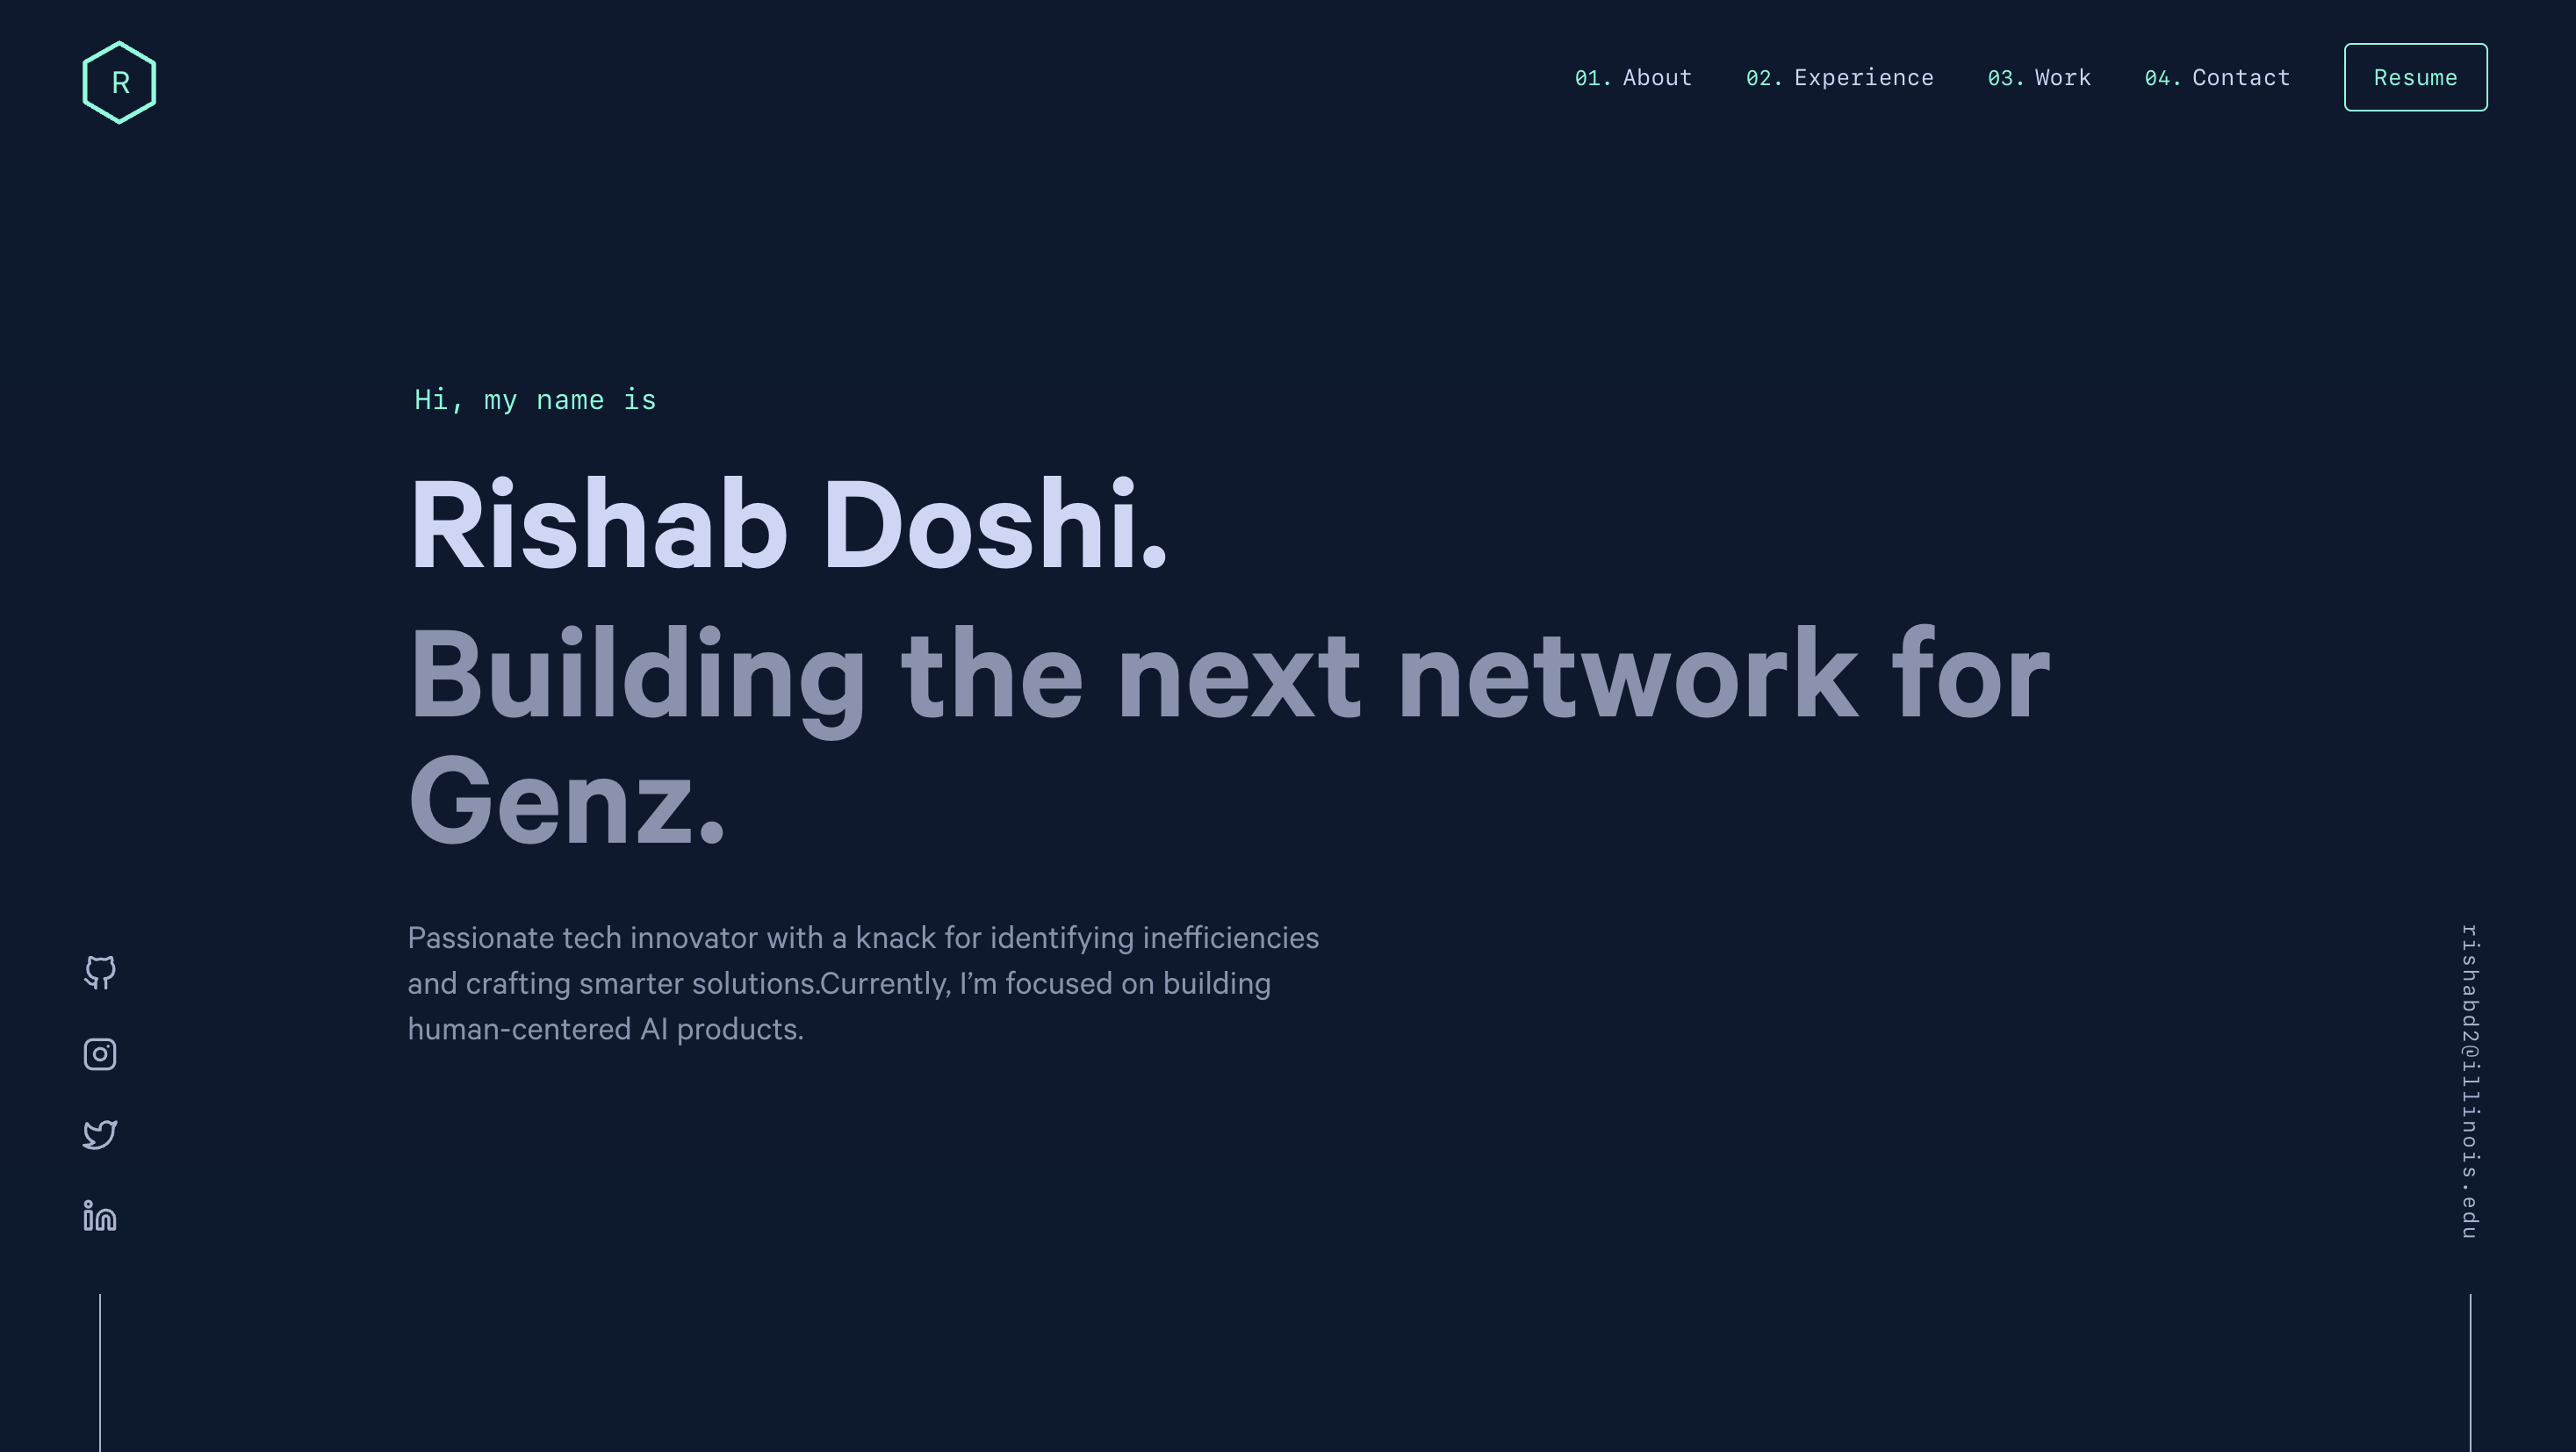 R
01. About
02. Experience
03. Work
04. Contact
Resume
Hi, my name is
Rishab Doshi.
Building the next network for
Genz.
Passionate tech innovator with a knack for identifying inefficiencies
and crafting smarter solutions.Currently, I’m focused on building
human-centered AI products.
in
rishabd2@illinois.edu